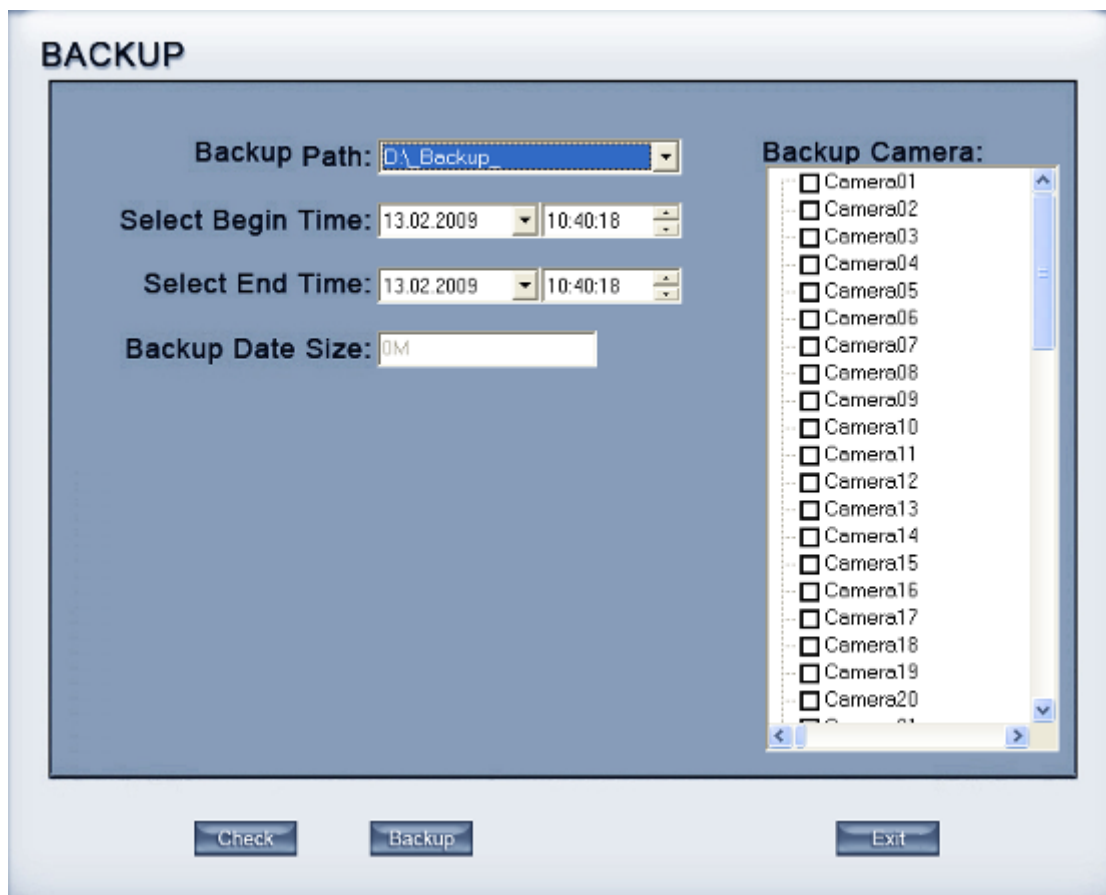 BACKUP
Backup Path: D:\_Backup_
Select Begin Time: 13.02.2009 10:40:18
Select End Time: 13.02.2009 10:40:18
Backup Date Size: 0M
Backup Camera:
Camera01
Camera02
Camera03
Camera04
Camera05
Camera06
Camera07
Camera08
Camera09
Camera10
Camera11
Camera12
Camera13
Camera14
Camera15
Camera16
Camera17
Camera18
Camera19
Camera20
Check Backup Exit